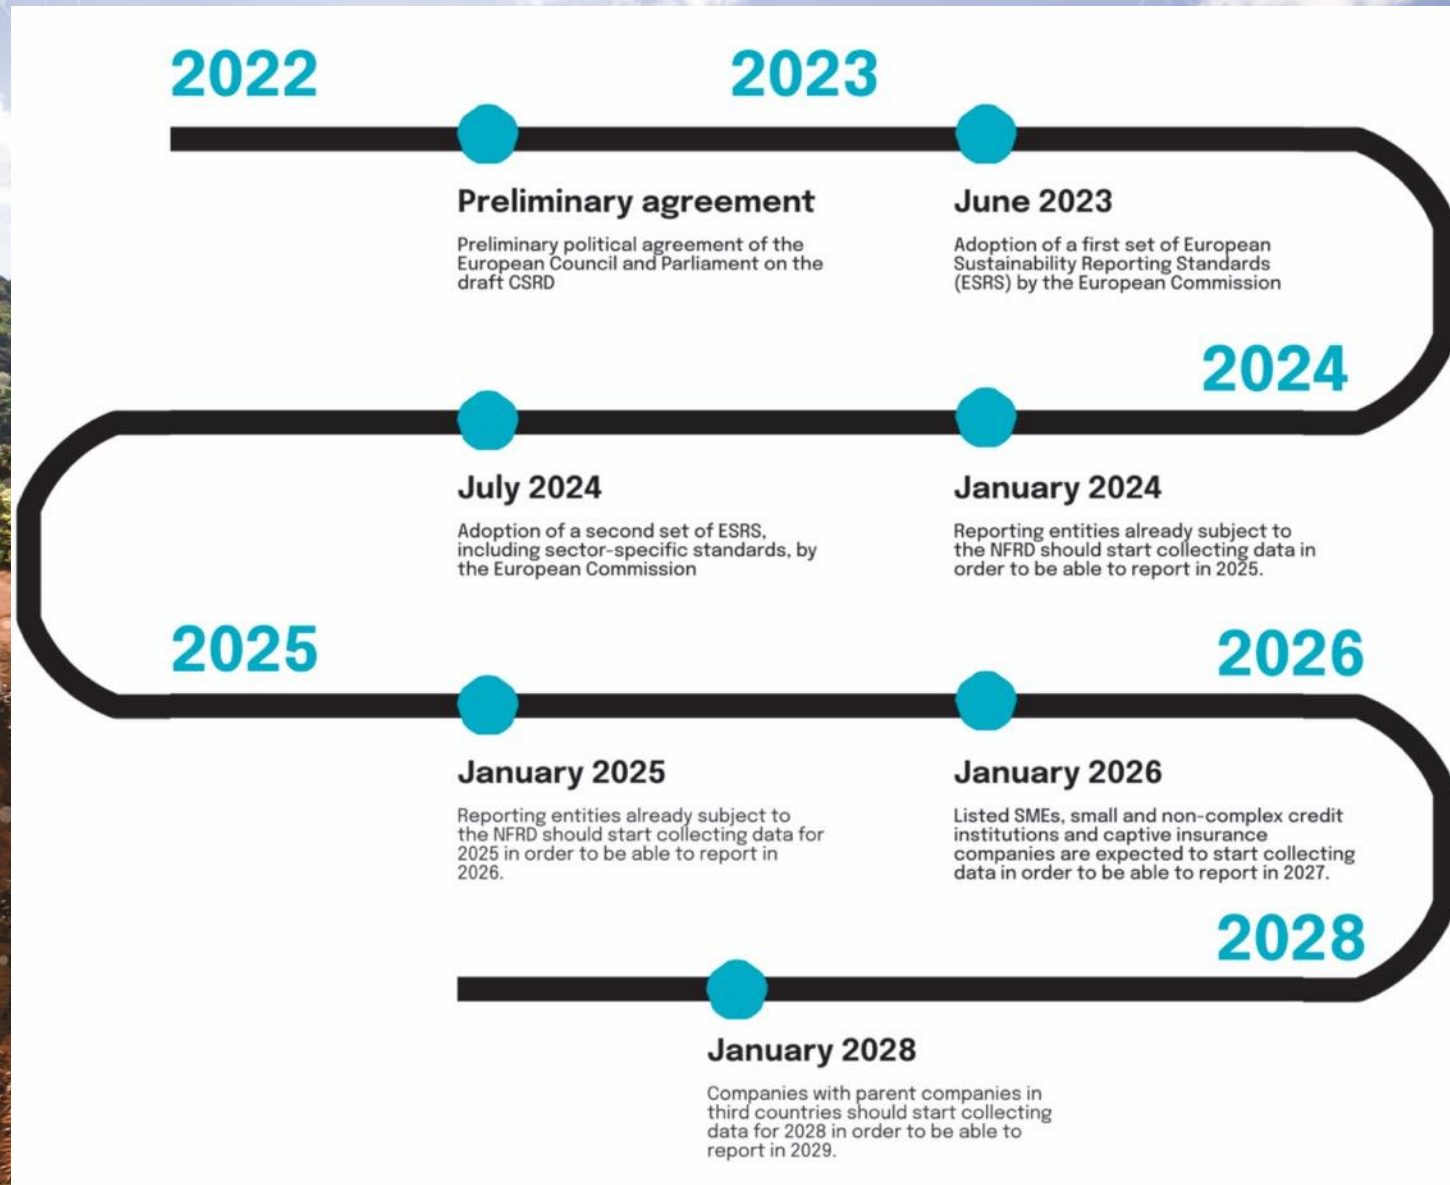 2022
2023
Preliminary agreement
Preliminary political agreement of the
European Council and Parliament on the
draft CSRD
June 2023
Adoption of a first set of European
Sustainability Reporting Standards
(ESRS) by the European Commission
2024
January 2024
Reporting entities already subject to
the NFRD should start collecting data in
order to be able to report in 2025.
July 2024
Adoption of a second set of ESRS,
including sector-specific standards, by
the European Commission
2025
2026
January 2025
Reporting entities already subject to
the NFRD should start collecting data for
2025 in order to be able to report in
2026.
January 2026
Listed SMEs, small and non-complex credit
institutions and captive insurance
companies are expected to start collecting
data in order to be able to report in 2027.
2028
January 2028
Companies with parent companies in
third countries should start collecting
data for 2028 in order to be able to
report in 2029.